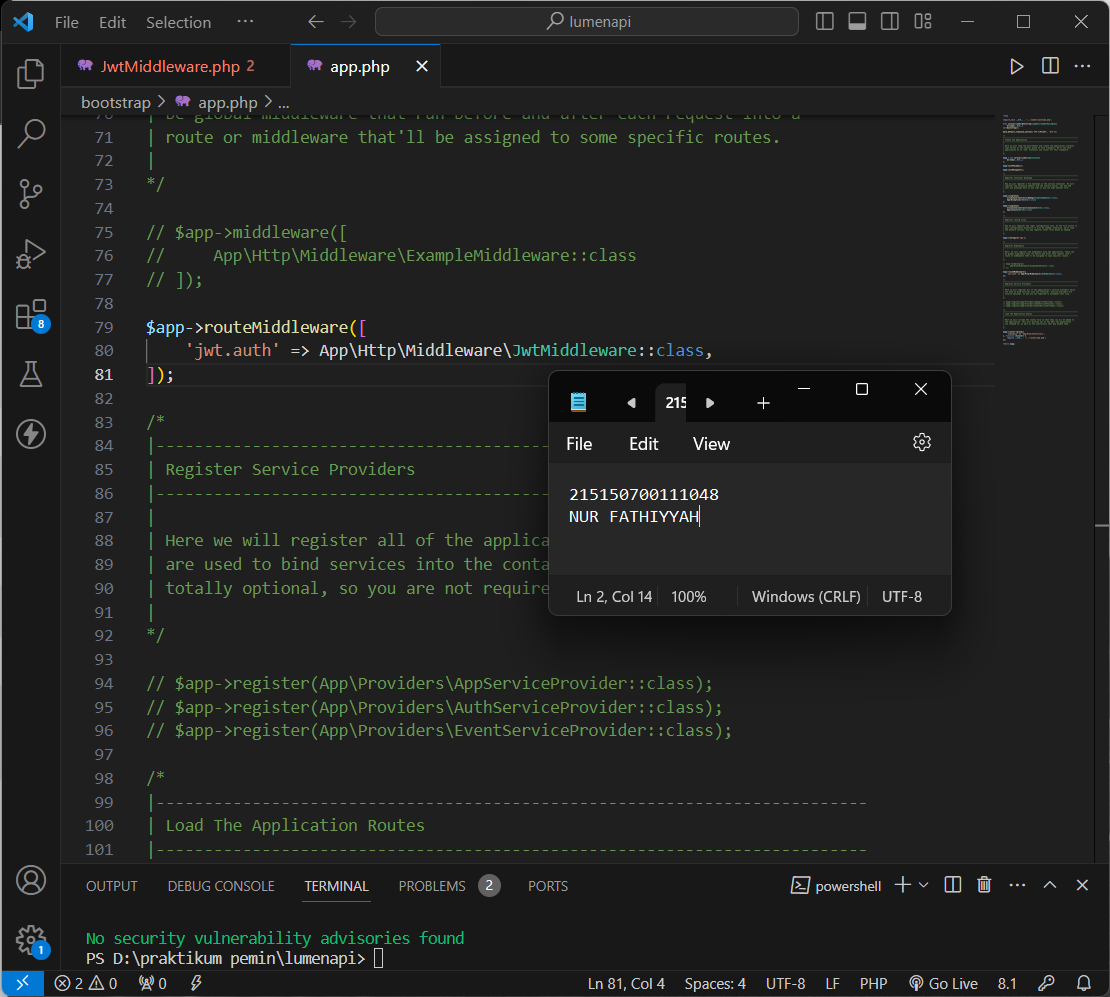 File Edit Selection ··· lumenapi
JwtMiddleware.php 2 app.php
bootstrap > app.php > ...
70 | be global middleware that run before and after each request into a
71 | route or middleware that'll be assigned to some specific routes.
72 |
73 */
74
75 // $app->middleware([
76 //     App\Http\Middleware\ExampleMiddleware::class
77 // ]);
78
79 $app->routeMiddleware([
80     'jwt.auth' => App\Http\Middleware\JwtMiddleware::class,
81 ]);
82
83 /*
84 |--------------------------------------------------------------------------
85 | Register Service Providers
86 |--------------------------------------------------------------------------
87 |
88 | Here we will register all of the applica
89 | are used to bind services into the conta
90 | totally optional, so you are not require
91 |
92 */
93
94 // $app->register(App\Providers\AppServiceProvider::class);
95 // $app->register(App\Providers\AuthServiceProvider::class);
96 // $app->register(App\Providers\EventServiceProvider::class);
97
98 /*
99 |--------------------------------------------------------------------------
100 | Load The Application Routes
101 |--------------------------------------------------------------------------
215
File Edit View
215150700111048
NUR FATHIYYAH
Ln 2, Col 14 100% Windows (CRLF) UTF-8
8
OUTPUT DEBUG CONSOLE TERMINAL PROBLEMS 2 PORTS powershell
No security vulnerability advisories found
PS D:\praktikum pemin\lumenapi>
1
2 0 0 Ln 81, Col 4 Spaces: 4 UTF-8 LF PHP Go Live 8.1